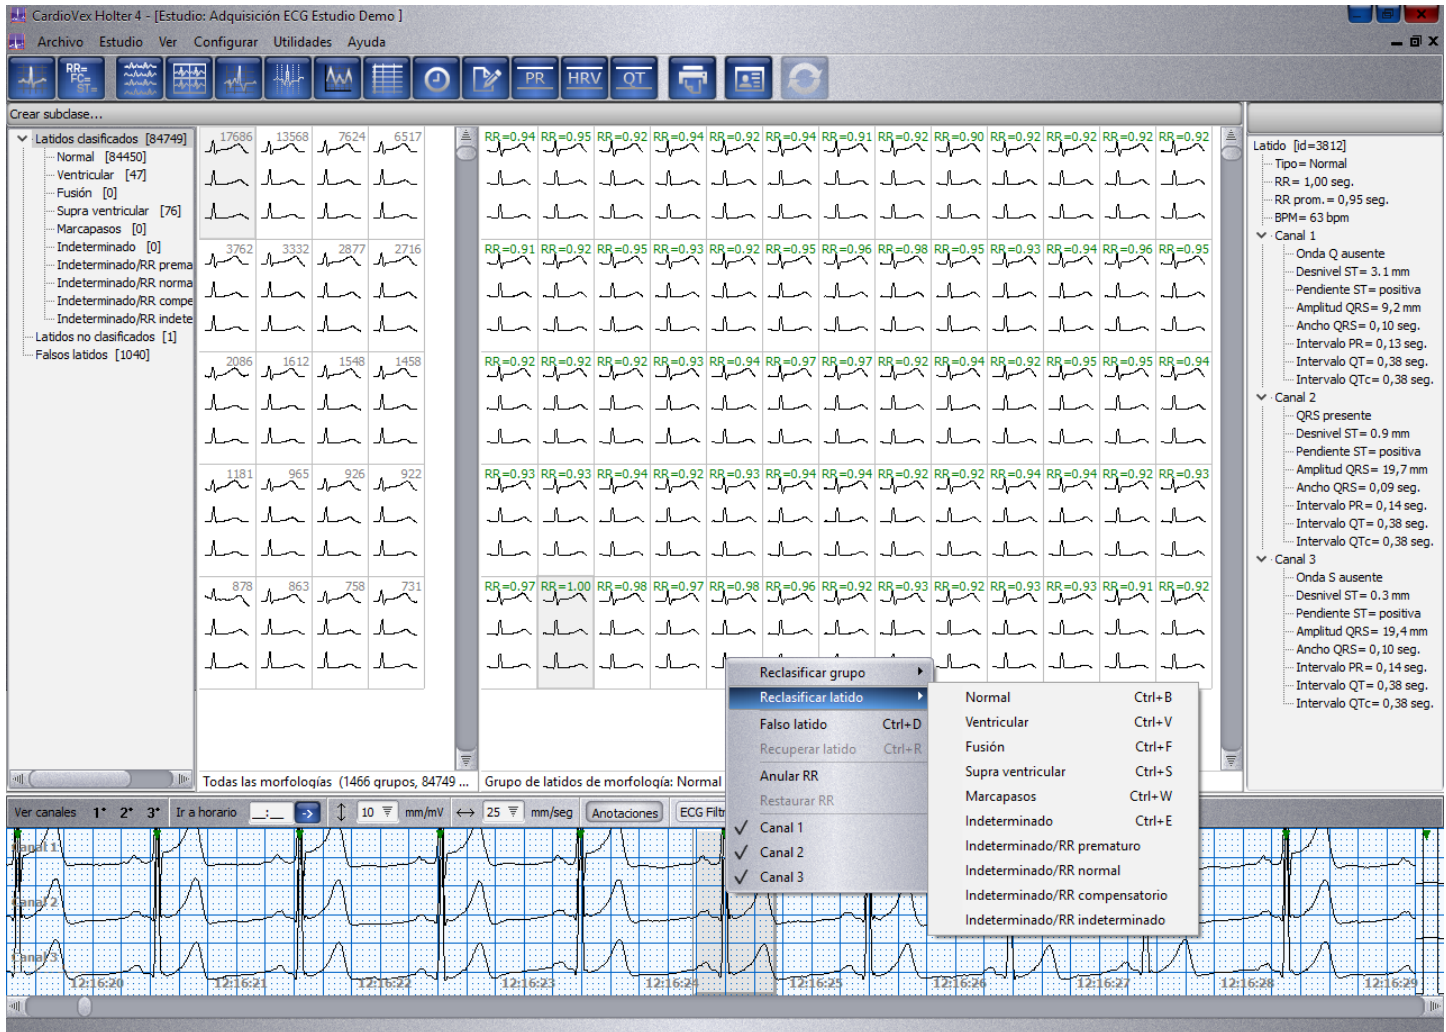 CardioVex Holter 4 - [Estudio: Adquisición ECG Estudio Demo ]
Archivo Estudio Ver Configurar Utilidades Ayuda
RR=
FC=
ST=
PR HRV QT
Crear subclase...
Latidos clasificados [84749]
Normal [84450]
Ventricular [47]
Fusión [0]
Supra ventricular [76]
Marcapasos [0]
Indeterminado [0]
Indeterminado/RR prema
Indeterminado/RR norma
Indeterminado/RR compe
Indeterminado/RR indete
Latidos no clasificados [1]
Falsos latidos [1040]
17686 13568 7624 6517
3762 3332 2877 2716
2086 1612 1548 1458
1181 965 926 922
878 863 758 731
Todas las morfologías (1466 grupos, 84749 ...
RR=0.94 RR=0.95 RR=0.92 RR=0.94 RR=0.92 RR=0.94 RR=0.91 RR=0.92 RR=0.90 RR=0.92 RR=0.92 RR=0.92 RR=0.92
RR=0.91 RR=0.92 RR=0.95 RR=0.93 RR=0.92 RR=0.95 RR=0.96 RR=0.98 RR=0.95 RR=0.93 RR=0.94 RR=0.96 RR=0.95
RR=0.92 RR=0.92 RR=0.92 RR=0.93 RR=0.94 RR=0.97 RR=0.97 RR=0.92 RR=0.94 RR=0.92 RR=0.95 RR=0.95 RR=0.94
RR=0.93 RR=0.93 RR=0.94 RR=0.92 RR=0.93 RR=0.94 RR=0.94 RR=0.92 RR=0.92 RR=0.94 RR=0.94 RR=0.92 RR=0.93
RR=0.97 RR=1.00 RR=0.98 RR=0.97 RR=0.98 RR=0.96 RR=0.92 RR=0.93 RR=0.92 RR=0.93 RR=0.93 RR=0.91 RR=0.92
Grupo de latidos de morfología: Normal
Latido [id=3812]
Tipo= Normal
RR= 1,00 seg.
RR prom.= 0,95 seg.
BPM= 63 bpm
Canal 1
Onda Q ausente
Desnivel ST= 3.1 mm
Pendiente ST= positiva
Amplitud QRS= 9,2 mm
Ancho QRS= 0,10 seg.
Intervalo PR= 0,13 seg.
Intervalo QT= 0,38 seg.
Intervalo QTc= 0,38 seg.
Canal 2
QRS presente
Desnivel ST= 0.9 mm
Pendiente ST= positiva
Amplitud QRS= 19,7 mm
Ancho QRS= 0,09 seg.
Intervalo PR= 0,14 seg.
Intervalo QT= 0,38 seg.
Intervalo QTc= 0,38 seg.
Canal 3
Onda S ausente
Desnivel ST= 0.3 mm
Pendiente ST= positiva
Amplitud QRS= 19,4 mm
Ancho QRS= 0,10 seg.
Intervalo PR= 0,14 seg.
Intervalo QT= 0,38 seg.
Intervalo QTc= 0,38 seg.
Reclasificar grupo
Reclasificar latido
Falso latido Ctrl+D
Recuperar latido Ctrl+R
Anular RR
Restaurar RR
Canal 1
Canal 2
Canal 3
Normal Ctrl+B
Ventricular Ctrl+V
Fusión Ctrl+F
Supra ventricular Ctrl+S
Marcapasos Ctrl+W
Indeterminado Ctrl+E
Indeterminado/RR prematuro
Indeterminado/RR normal
Indeterminado/RR compensatorio
Indeterminado/RR indeterminado
Ver canales 1° 2° 3° Ir a horario __:__ 10 mm/mV 25 mm/seg Anotaciones ECG Filtr
Canal 1
Canal 2
Canal 3
12:16:20 12:16:21 12:16:22 12:16:23 12:16:24 12:16:25 12:16:26 12:16:27 12:16:28 12:16:29